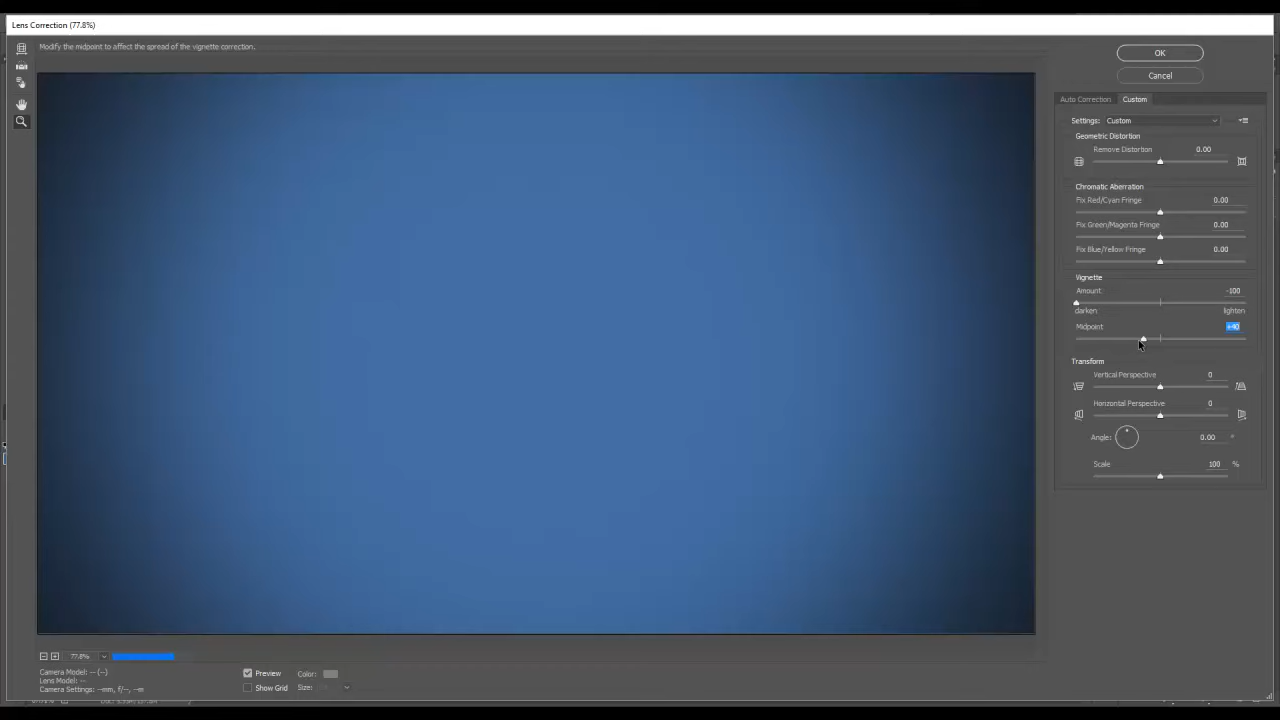 Lens Correction (77.8%)
Modify the midpoint to affect the spread of the vignette correction.
OK
Cancel
Auto Correction Custom
Settings: Custom
Geometric Distortion
Remove Distortion 0.00
Chromatic Aberration
Fix Red/Cyan Fringe 0.00
Fix Green/Magenta Fringe 0.00
Fix Blue/Yellow Fringe 0.00
Vignette
Amount: -100
darken lighten
Midpoint +40
Transform
Vertical Perspective 0
Horizontal Perspective 0
Angle: 0.00 °
Scale 100 %
77.8%
Camera Model: -- (--)
Lens Model: --
Camera Settings: --mm, f/--, --m
Preview Color:
Show Grid Size: